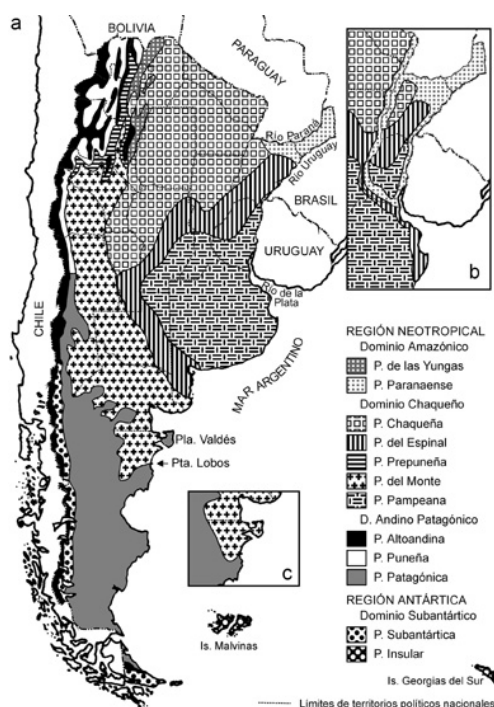 a
BOLIVIA
PARAGUAY
Río Paraná
Río Uruguay
BRASIL
URUGUAY
Río de la
Plata
CHILE
MAR ARGENTINO
Pla. Valdés
Pta. Lobos
c
Is. Malvinas
b
REGIÓN NEOTROPICAL
Dominio Amazónico
P. de las Yungas
P. Paranaense
Dominio Chaqueño
P. Chaqueña
P. del Espinal
P. Prepuneña
P. del Monte
P. Pampeana
D. Andino Patagónico
P. Altoandina
P. Puneña
P. Patagónica
REGIÓN ANTÁRTICA
Dominio Subantártico
P. Subantártica
P. Insular
Is. Georgias del Sur
Limites de territorios políticos nacionales